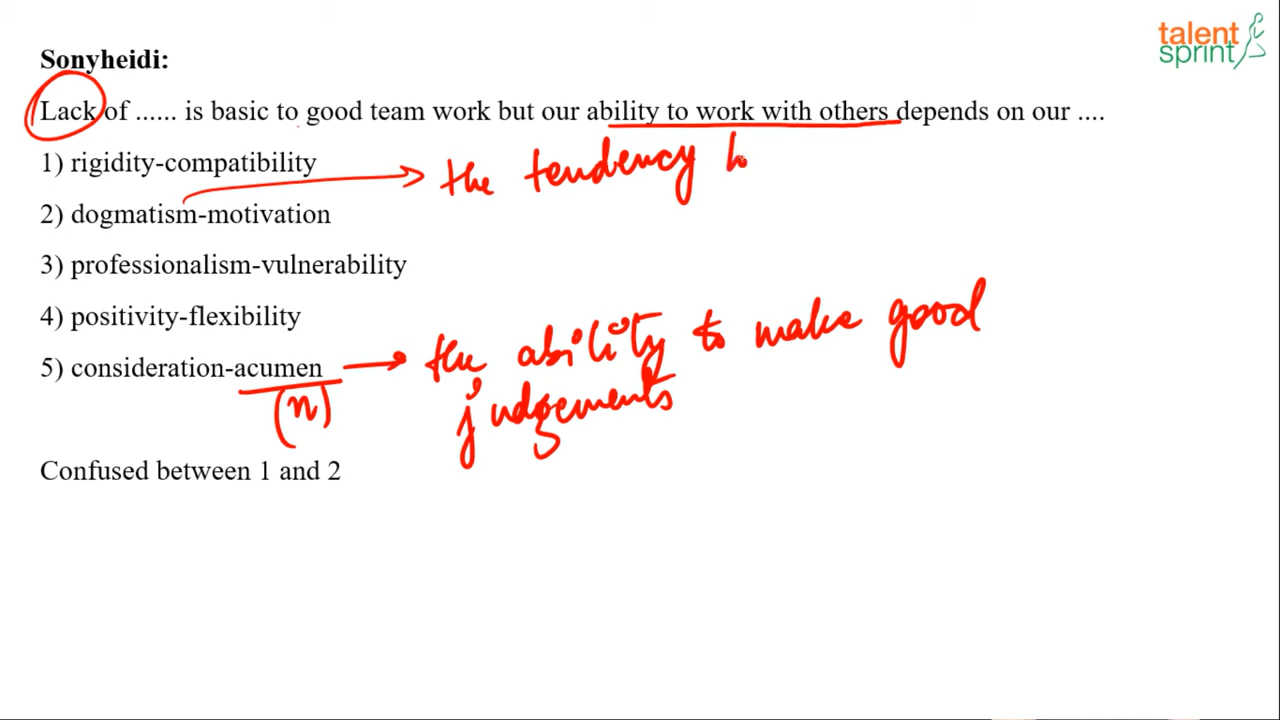 talent
sprint
Sonyheidi:
Lack of ...... is basic to good team work but our ability to work with others depends on our ....
1) rigidity-compatibility
the tendency
2) dogmatism-motivation
3) professionalism-vulnerability
4) positivity-flexibility
5) consideration-acumen
the ability to make good
judgements
(n)
Confused between 1 and 2